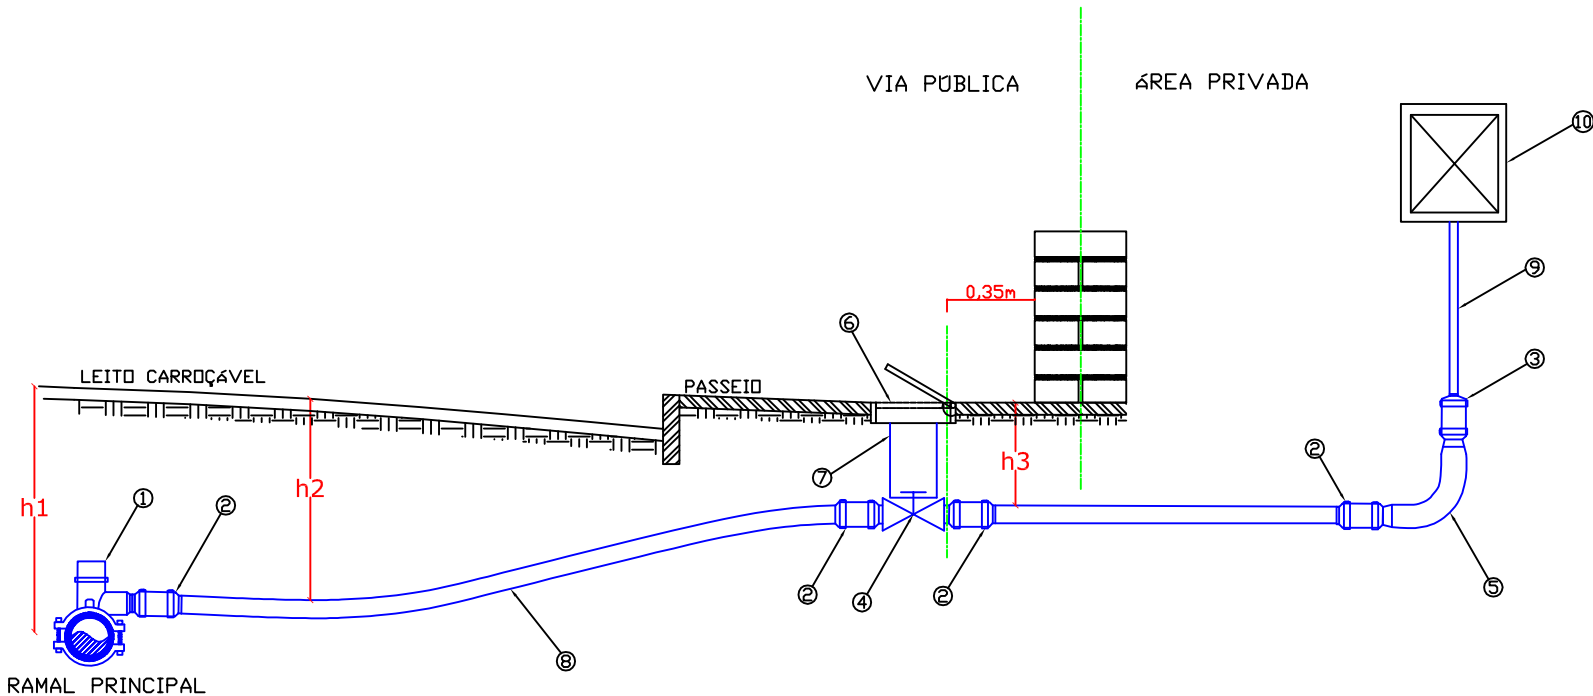 VIA PÚBLICA
ÁREA PRIVADA
10
9
0,35m
6
3
LEITO CARROÇÁVEL
PASSEIO
h3
2
7
h2
h1
1
2
2
4
2
5
8
RAMAL PRINCIPAL